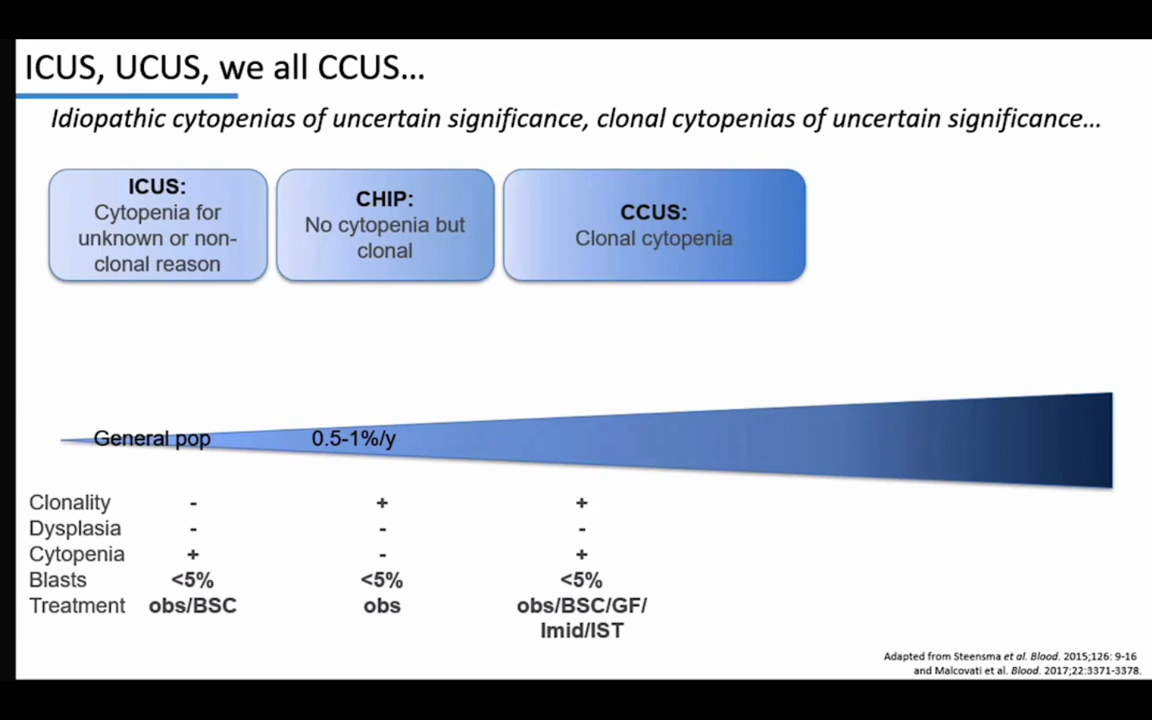 ICUS, UCUS, we all CCUS...
Idiopathic cytopenias of uncertain significance, clonal cytopenias of uncertain significance...
ICUS:
Cytopenia for
unknown or non-
clonal reason
CHIP:
No cytopenia but
clonal
CCUS:
Clonal cytopenia
General pop 0.5-1%/y
Clonality - + +
Dysplasia - - -
Cytopenia + - +
Blasts <5% <5% <5%
Treatment obs/BSC obs obs/BSC/GF/
Imid/IST
Adapted from Steensma et al. Blood. 2015;126: 9-16
and Malcovati et al. Blood. 2017;22:3371-3378.